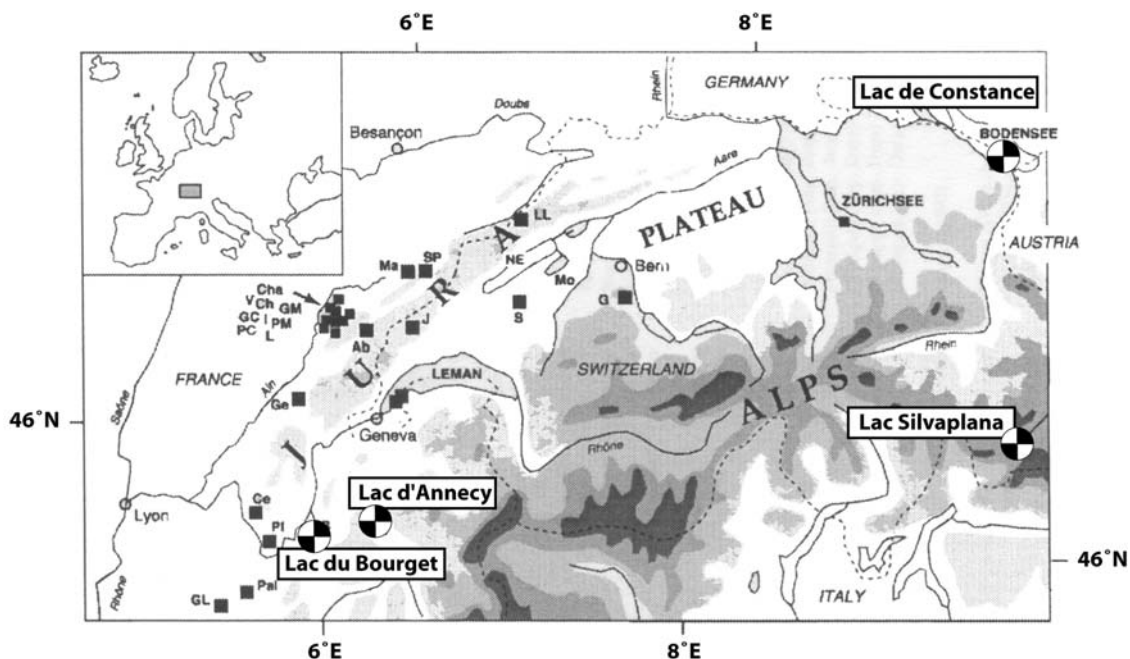 6°E
8°E
GERMANY
Rhein
Doubs
Lac de Constance
Besançon
BODENSEE
Aare
ZÜRICHSEE
LL
PLATEAU
AUSTRIA
SP
Ma
NE
Bern
Mo
Cha
V Ch GM
GC I PM
PC L
G
S
J
Ab
JURA
FRANCE
Ain
LEMAN
SWITZERLAND
Rhein
ALPS
Saône
Ge
46°N
Geneva
Rhône
Lac Silvaplana
Lac d'Annecy
Ce
Lyon
Pf
Lac du Bourget
46°N
Rhône
Pal
GL
ITALY
6°E
8°E